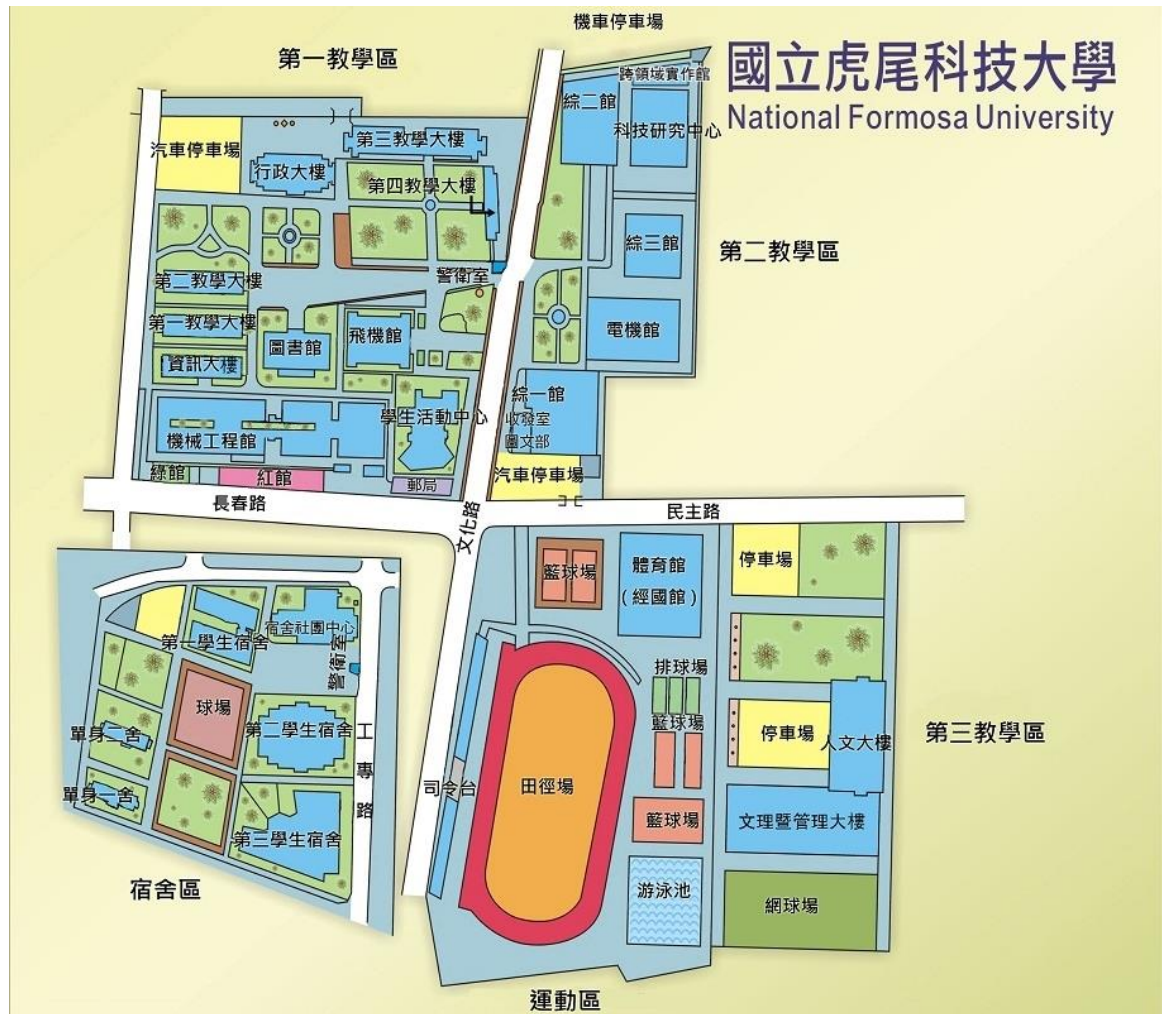 機車停車場
國立虎尾科技大學
National Formosa University
第一教學區
跨領域實作館
綜二館
科技研究中心
第三教學大樓
汽車停車場
行政大樓
第四教學大樓
綜三館
第二教學區
警衛室
第二教學大樓
第一教學大樓
飛機館
電機館
圖書館
資訊大樓
綜一館
學生活動中心
收發室
圖文部
機械工程館
綠館
紅館
郵局
汽車停車場
長春路
文化路
民主路
籃球場
體育館
(經國館)
停車場
第一學生宿舍
宿舍社團中心
警衛室
排球場
球場
籃球場
第二學生宿舍
工專路
單身二舍
停車場
人文大樓
第三教學區
單身一舍
司令台
田徑場
籃球場
文理暨管理大樓
第三學生宿舍
宿舍區
游泳池
網球場
運動區